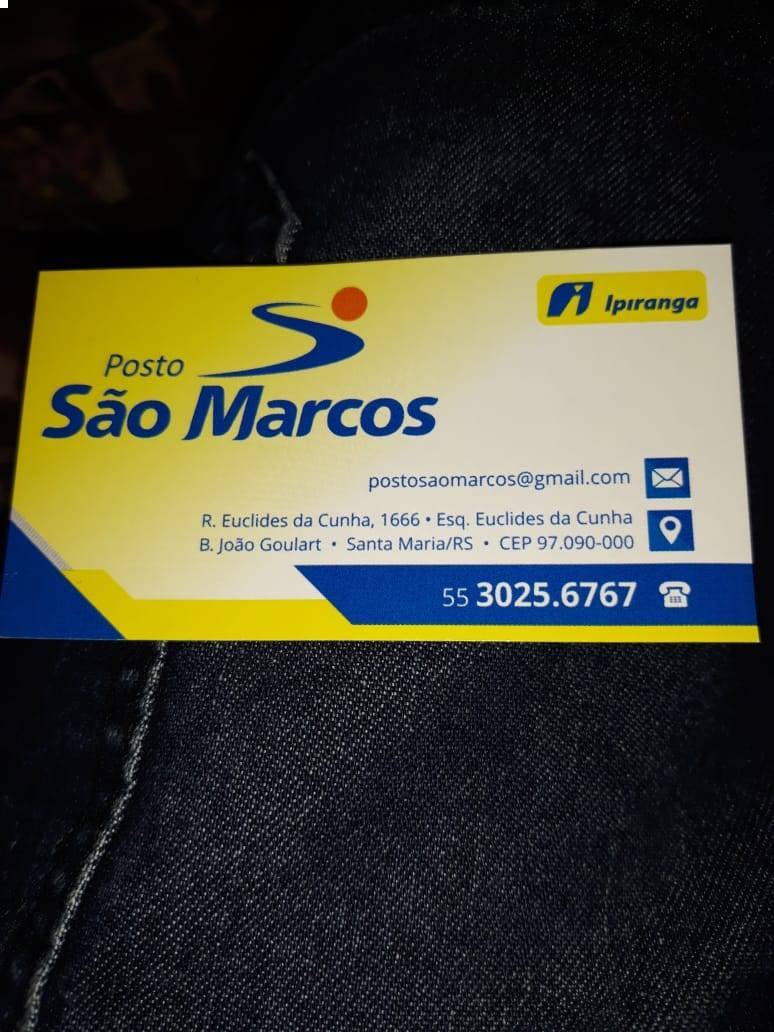 Posto
São Marcos
Ipiranga
postosaomarcos@gmail.com
R. Euclides da Cunha, 1666 • Esq. Euclides da Cunha
B. João Goulart • Santa Maria/RS • CEP 97.090-000
55 3025.6767